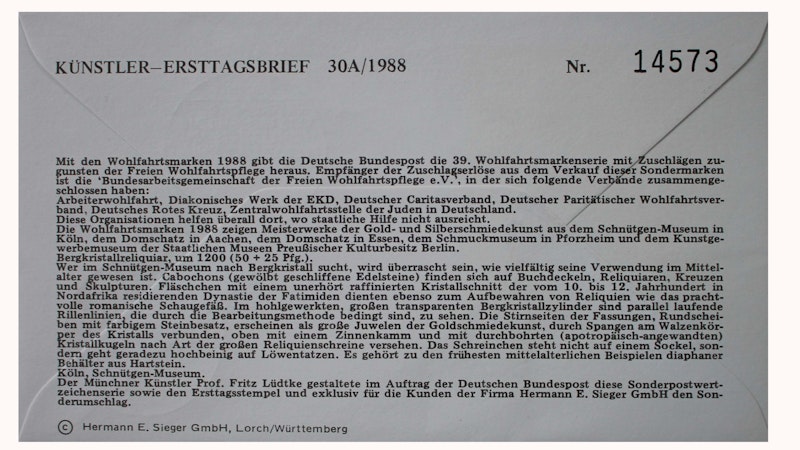 KÜNSTLER–ERSTTAGSBRIEF 30A/1988 Nr. 14573
Mit den Wohlfahrtsmarken 1988 gibt die Deutsche Bundespost die 39. Wohlfahrtsmarkenserie mit Zuschlägen zu-
gunsten der Freien Wohlfahrtspflege heraus. Empfänger der Zuschlagserlöse aus dem Verkauf dieser Sondermarken
ist die 'Bundesarbeitsgemeinschaft der Freien Wohlfahrtspflege e.V.', in der sich folgende Verbände zusammenge-
schlossen haben:
Arbeiterwohlfahrt, Diakonisches Werk der EKD, Deutscher Caritasverband, Deutscher Paritätischer Wohlfahrtsver-
band, Deutsches Rotes Kreuz, Zentralwohlfahrtsstelle der Juden in Deutschland.
Diese Organisationen helfen überall dort, wo staatliche Hilfe nicht ausreicht.
Die Wohlfahrtsmarken 1988 zeigen Meisterwerke der Gold- und Silberschmiedekunst aus dem Schnütgen-Museum in
Köln, dem Domschatz in Aachen, dem Domschatz in Essen, dem Schmuckmuseum in Pforzheim und dem Kunstge-
werbemuseum der Staatlichen Museen Preußischer Kulturbesitz Berlin.
Bergkristallreliquiar, um 1200 (50 + 25 Pfg.).
Wer im Schnütgen-Museum nach Bergkristall sucht, wird überrascht sein, wie vielfältig seine Verwendung im Mittel-
alter gewesen ist. Cabochons (gewölbt geschliffene Edelsteine) finden sich auf Buchdeckeln, Reliquiaren, Kreuzen
und Skulpturen. Fläschchen mit einem unerhört raffinierten Kristallschnitt der vom 10. bis 12. Jahrhundert in
Nordafrika residierenden Dynastie der Fatimiden dienten ebenso zum Aufbewahren von Reliquien wie das pracht-
volle romanische Schaugefäß. Im hohlgewerkten, großen transparenten Bergkristallzylinder sind parallel laufende
Rillenlinien, die durch die Bearbeitungsmethode bedingt sind, zu sehen. Die Stirnseiten der Fassungen, Rundschei-
ben mit farbigem Steinbesatz, erscheinen als große Juwelen der Goldschmiedekunst, durch Spangen am Walzenkör-
per des Kristalls verbunden, oben mit einem Zinnenkamm und mit durchbohrten (apotropäisch-angewandten)
Kristallkugeln nach Art der großen Reliquienschreine versehen. Das Schreinchen steht nicht auf einem Sockel, son-
dern geht geradezu hochbeinig auf Löwentatzen. Es gehört zu den frühesten mittelalterlichen Beispielen diaphaner
Behälter aus Hartstein.
Köln, Schnütgen-Museum.
Der Münchner Künstler Prof. Fritz Lüdtke gestaltete im Auftrag der Deutschen Bundespost diese Sonderpostwert-
zeichenserie sowie den Ersttagsstempel und exklusiv für die Kunden der Firma Hermann E. Sieger GmbH den Son-
derumschlag.
© Hermann E. Sieger GmbH, Lorch/Württemberg